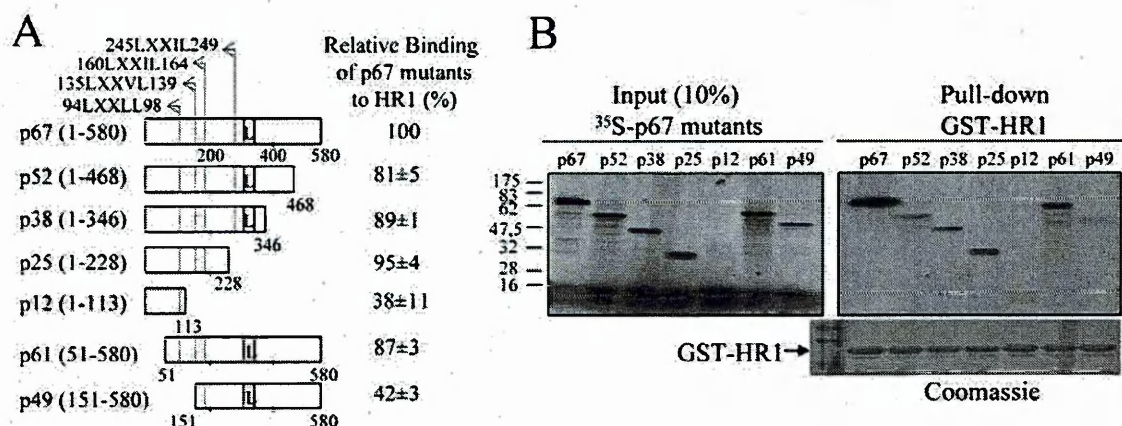 A
245LXXIL249
160LXXIL164
135LXXVL139
94LXXLL98
Relative Binding
of p67 mutants
to HR1 (%)
p67 (1-580) L 100
200 400 580
p52 (1-468) L 81±5
468
p38 (1-346) L 89±1
346
p25 (1-228) 95±4
228
p12 (1-113) 38±11
113
p61 (51-580) L 87±3
51 580
p49 (151-580) L 42±3
151 580
B
Input (10%)
35S-p67 mutants
p67 p52 p38 p25 p12 p61 p49
175
83
62
47.5
32
28
16
Pull-down
GST-HR1
p67 p52 p38 p25 p12 p61 p49
GST-HR1
Coomassie